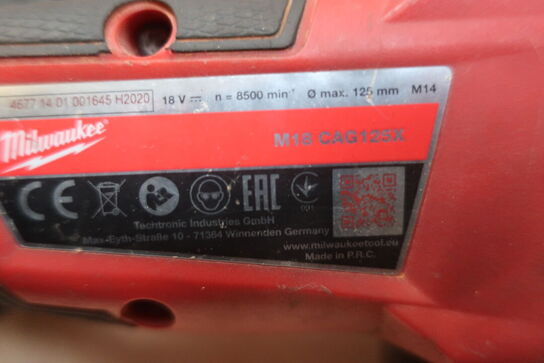 4677 14 01 001645 H2020 18 V ⎓ n = 8500 min⁻¹ Ø max. 125 mm M14
Milwaukee
M18 CAG125X
CE EAC
001
Techtronic Industries GmbH
Max-Eyth-Straße 10 - 71364 Winnenden Germany
www.milwaukeetool.eu
Made in P.R.C.